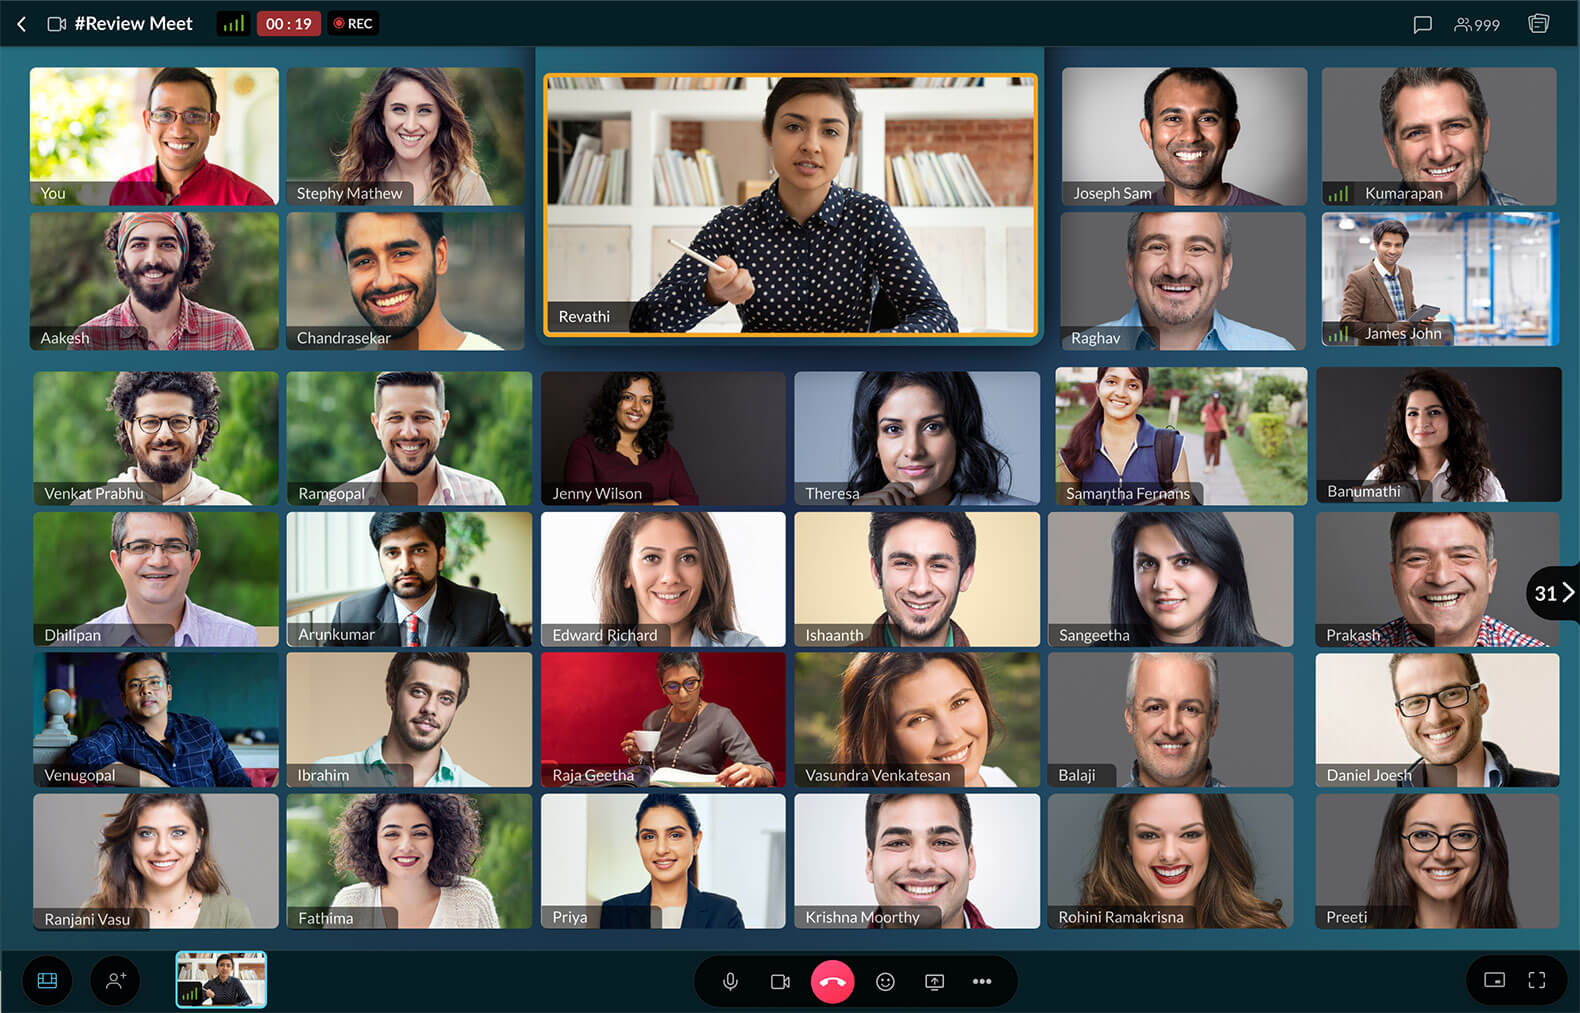 #Review Meet
00 : 19
REC
999
You
Stephy Mathew
Revathi
Joseph Sam
Kumarapan
Aakesh
Chandrasekar
Raghav
James John
Venkat Prabhu
Ramgopal
Jenny Wilson
Theresa
Samantha Fernans
Banumathi
Dhilipan
Arunkumar
Edward Richard
Ishaanth
Sangeetha
Prakash
31
Venugopal
Ibrahim
Raja Geetha
Vasundra Venkatesan
Balaji
Daniel Joesh
Ranjani Vasu
Fathima
Priya
Krishna Moorthy
Rohini Ramakrisna
Preeti